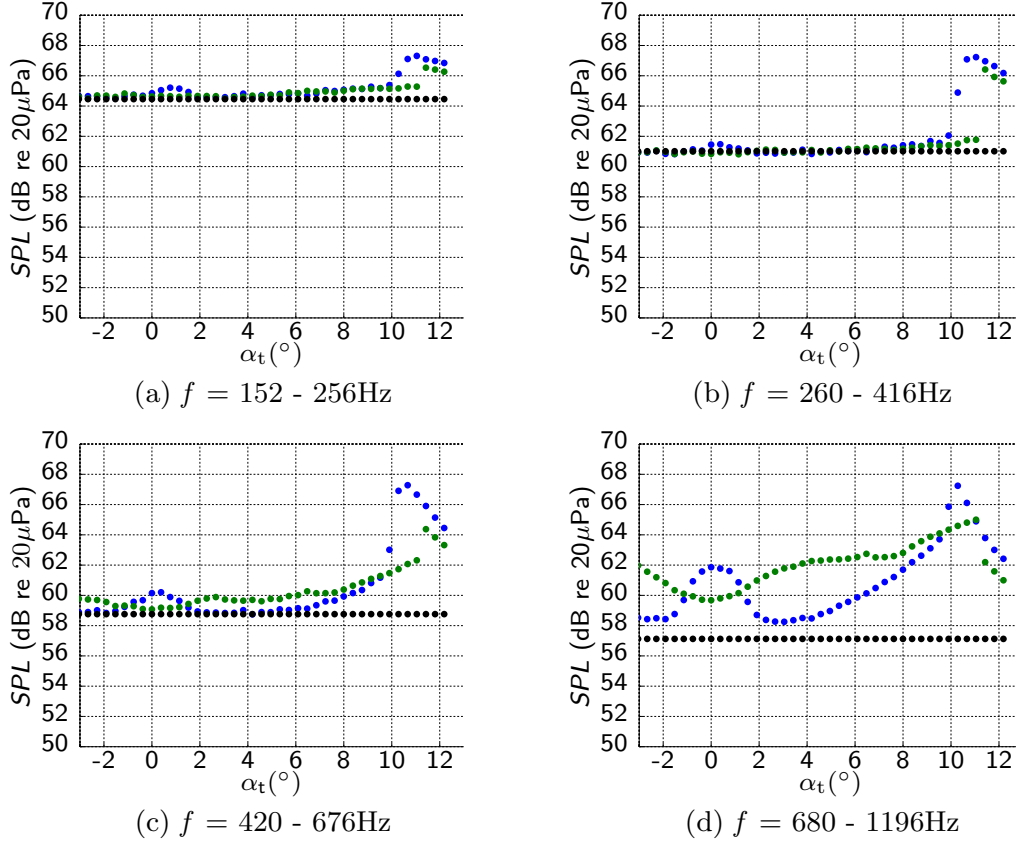 70
68
66
64
62
60
58
56
54
52
50
SPL (dB re 20μPa)
-2 0 2 4 6 8 10 12
αt(°)
(a) f = 152 - 256Hz
70
68
66
64
62
60
58
56
54
52
50
SPL (dB re 20μPa)
-2 0 2 4 6 8 10 12
αt(°)
(b) f = 260 - 416Hz
70
68
66
64
62
60
58
56
54
52
50
SPL (dB re 20μPa)
-2 0 2 4 6 8 10 12
αt(°)
(c) f = 420 - 676Hz
70
68
66
64
62
60
58
56
54
52
50
SPL (dB re 20μPa)
-2 0 2 4 6 8 10 12
αt(°)
(d) f = 680 - 1196Hz